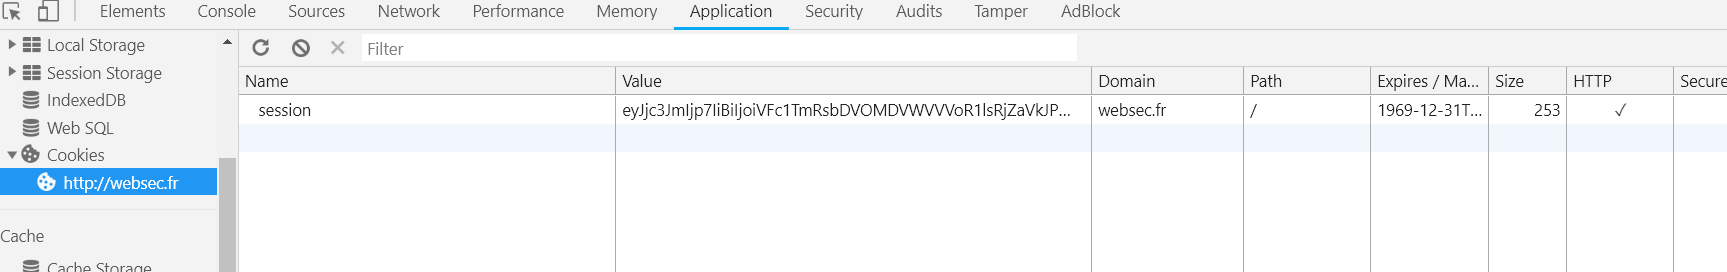 Elements Console Sources Network Performance Memory Application Security Audits Tamper AdBlock
Local Storage
Session Storage
IndexedDB
Web SQL
Cookies
http://websec.fr
Cache
Cache Storage
Filter
Name Value Domain Path Expires / Ma... Size HTTP Secure
session eyJjc3JmIjp7IiBiIjoiVFc1TmRsbDVOMDVWVVVoR1lsRjZaVkJP... websec.fr / 1969-12-31T... 253 ✓